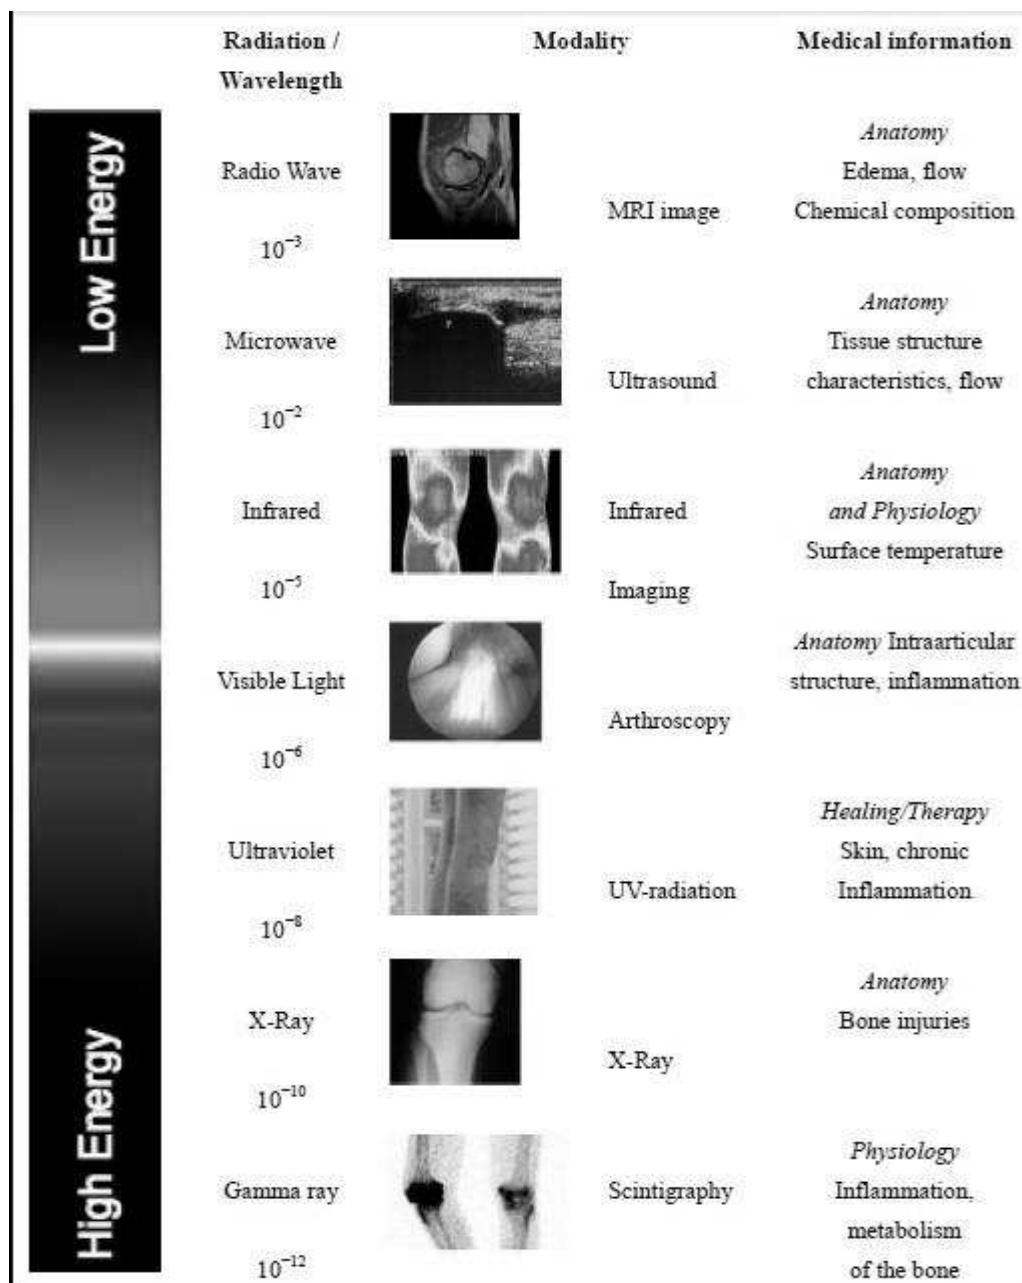 Radiation / Modality Medical information
Wavelength
Low Energy
Anatomy
Radio Wave Edema, flow
MRI image Chemical composition
10⁻³
Anatomy
Microwave Tissue structure
Ultrasound characteristics, flow
10⁻²
Anatomy
Infrared Infrared and Physiology
Surface temperature
10⁻⁵ Imaging
Anatomy Intraarticular
Visible Light structure, inflammation
Arthroscopy
10⁻⁶
Healing/Therapy
Ultraviolet Skin, chronic
UV-radiation Inflammation
10⁻⁸
Anatomy
X-Ray Bone injuries
X-Ray
10⁻¹⁰
High Energy
Physiology
Gamma ray Scintigraphy Inflammation,
metabolism
10⁻¹² of the bone